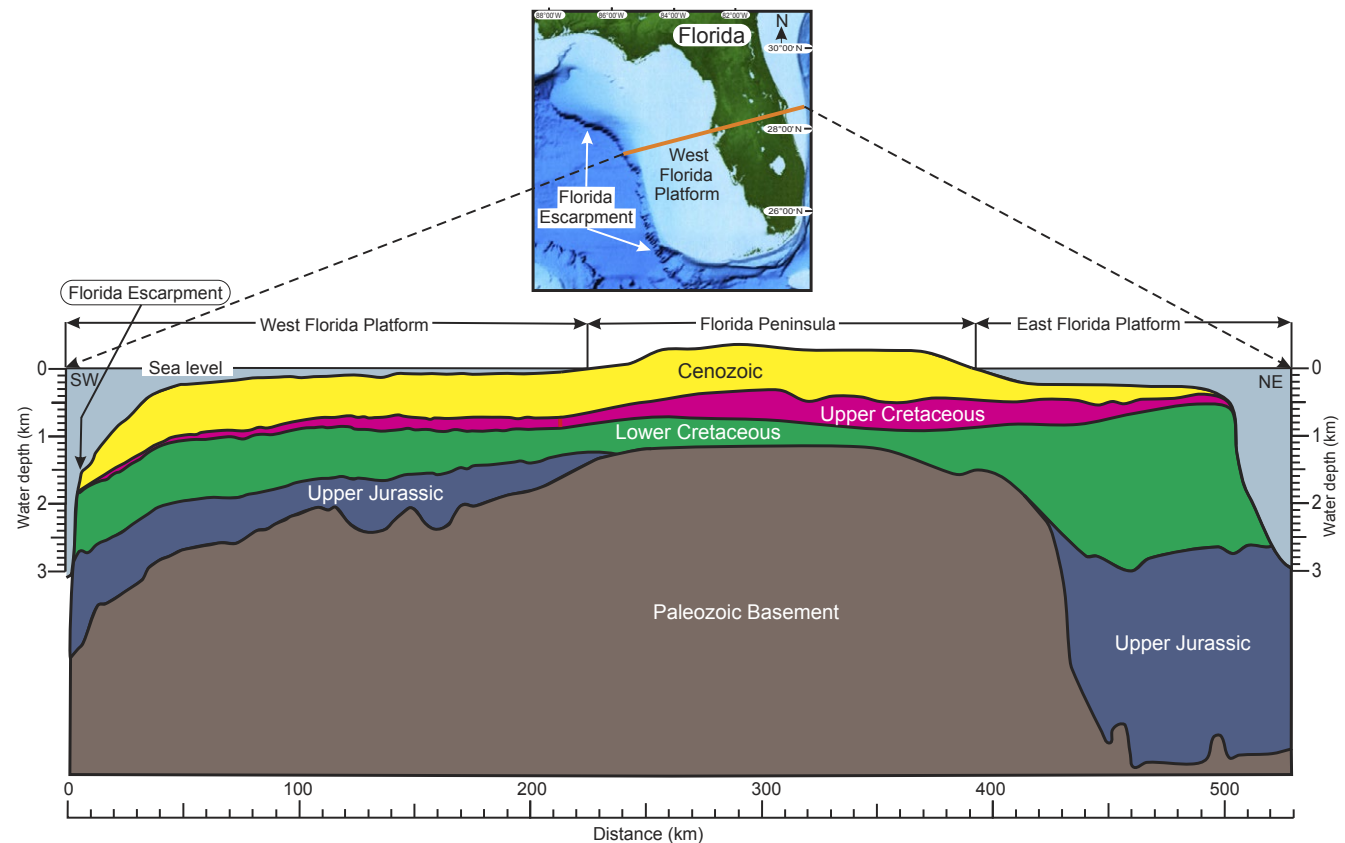 88°00'W 86°00'W 84°00'W 82°00'W
N
Florida
30°00'N
28°00'N
West
Florida
Platform
Florida
Escarpment
26°00'N
Florida Escarpment
West Florida Platform
Florida Peninsula
East Florida Platform
0
Sea level
0
SW
Cenozoic
NE
Upper Cretaceous
1
Lower Cretaceous
1
Water depth (km)
Water depth (km)
Upper Jurassic
2
2
3
3
Paleozoic Basement
Upper Jurassic
0 100 200 300 400 500
Distance (km)